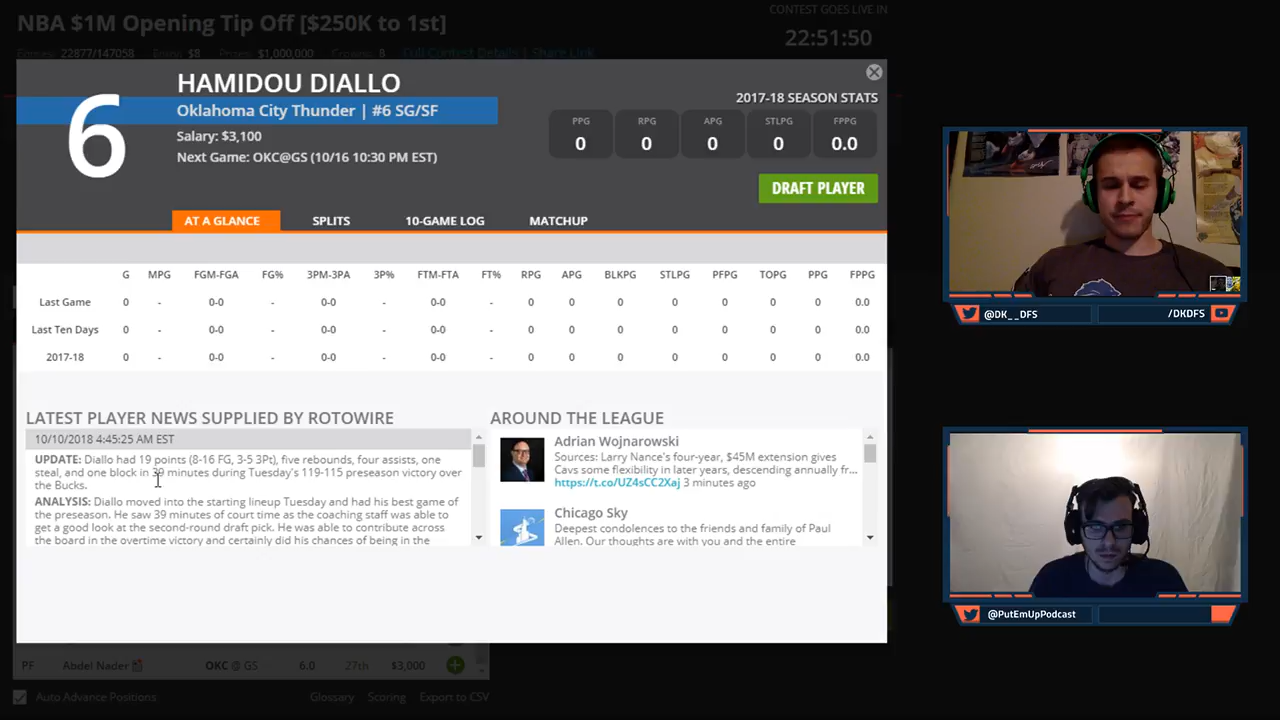 NBA $1M Opening Tip Off [$250K to 1st]
CONTEST GOES LIVE IN
22:51:50
22877/147058 $8 $1,000,000 8 Full Contest Details | Share Link
6
HAMIDOU DIALLO
Oklahoma City Thunder | #6 SG/SF
Salary: $3,100
Next Game: OKC@GS (10/16 10:30 PM EST)
2017-18 SEASON STATS
PPG RPG APG STLPG FPPG
0 0 0 0 0.0
DRAFT PLAYER
AT A GLANCE SPLITS 10-GAME LOG MATCHUP
G MPG FGM-FGA FG% 3PM-3PA 3P% FTM-FTA FT% RPG APG BLKPG STLPG PFPG TOPG PPG FPPG
Last Game 0 - 0-0 - 0-0 - 0-0 - 0 0 0 0 0 0 0 0.0
Last Ten Days 0 - 0-0 - 0-0 - 0-0 - 0 0 0 0 0 0 0 0.0
2017-18 0 - 0-0 - 0-0 - 0-0 - 0 0 0 0 0 0 0 0.0
LATEST PLAYER NEWS SUPPLIED BY ROTOWIRE
10/10/2018 4:45:25 AM EST
UPDATE: Diallo had 19 points (8-16 FG, 3-5 3Pt), five rebounds, four assists, one
steal, and one block in 39 minutes during Tuesday's 119-115 preseason victory over
the Bucks.
ANALYSIS: Diallo moved into the starting lineup Tuesday and had his best game of
the preseason. He saw 39 minutes of court time as the coaching staff was able to
get a good look at the second-round draft pick. He was able to contribute across
the board in the overtime victory and certainly did his chances of being in the
AROUND THE LEAGUE
Adrian Wojnarowski
Sources: Larry Nance's four-year, $45M extension gives
Cavs some flexibility in later years, descending annually fr...
https://t.co/UZ4sCC2Xaj 3 minutes ago
Chicago Sky
Deepest condolences to the friends and family of Paul
Allen. Our thoughts are with you and the entire
PF Abdel Nader OKC @ GS 6.0 27th $3,000
Auto Advance Positions Glossary Scoring Export to CSV
@DK__DFS /DKDFS
@PutEmUpPodcast